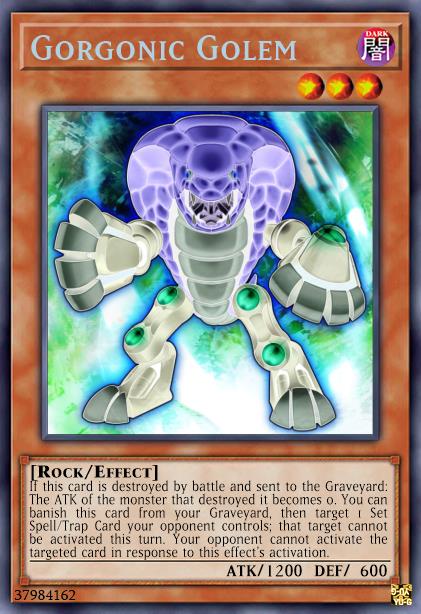 GORGONIC GOLEM
DARK
闇
[ROCK/EFFECT]
If this card is destroyed by battle and sent to the Graveyard:
The ATK of the monster that destroyed it becomes 0. You can
banish this card from your Graveyard, then target 1 Set
Spell/Trap Card your opponent controls; that target cannot
be activated this turn. Your opponent cannot activate the
targeted card in response to this effect's activation.
ATK/1200 DEF/ 600
37984162